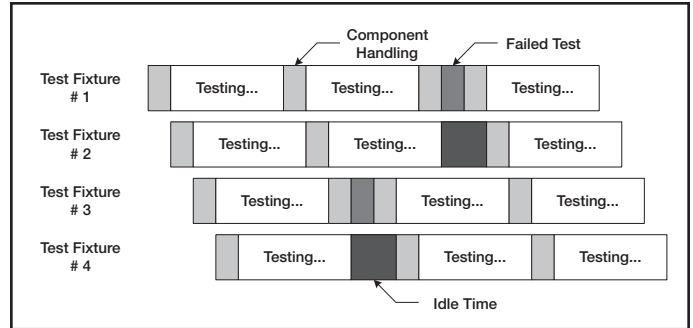 Component
Handling
Failed Test
Test Fixture
# 1
Testing... Testing... Testing...
Test Fixture
# 2
Testing... Testing... Testing...
Test Fixture
# 3
Testing... Testing... Testing...
Test Fixture
# 4
Testing... Testing... Testing...
Idle Time